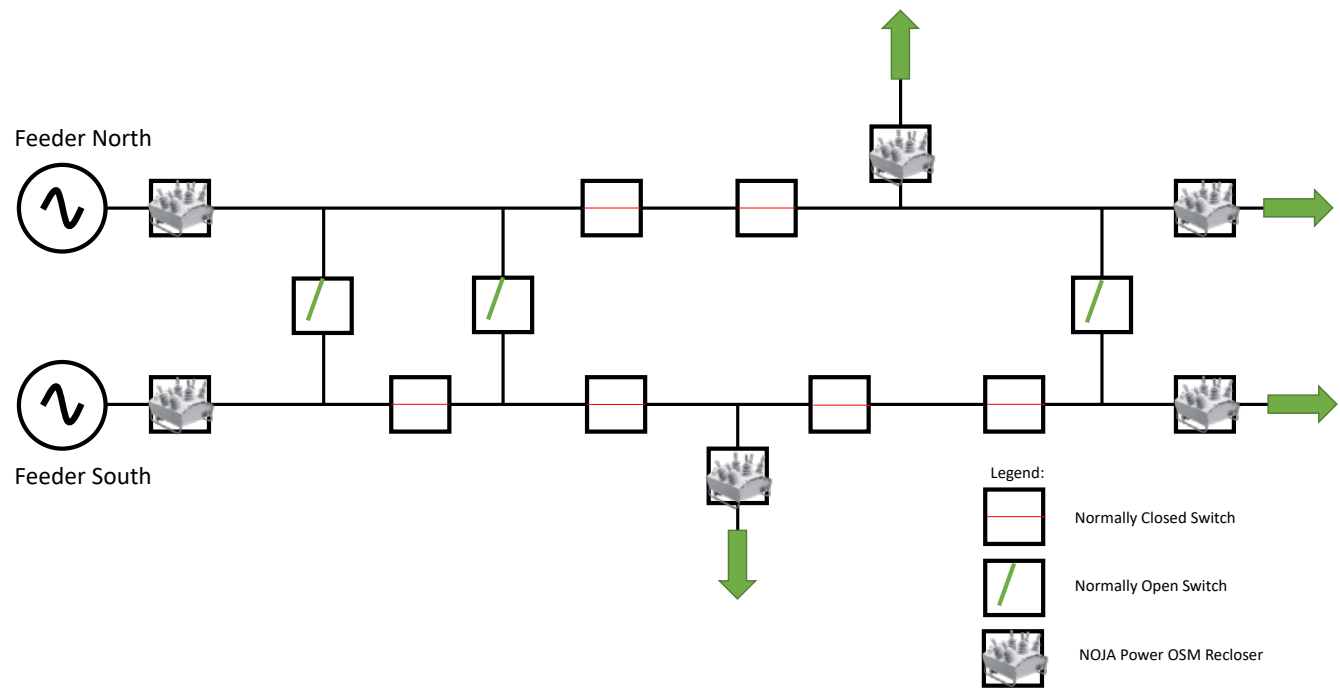 Feeder North
Feeder South
Legend:
Normally Closed Switch
Normally Open Switch
NOJA Power OSM Recloser